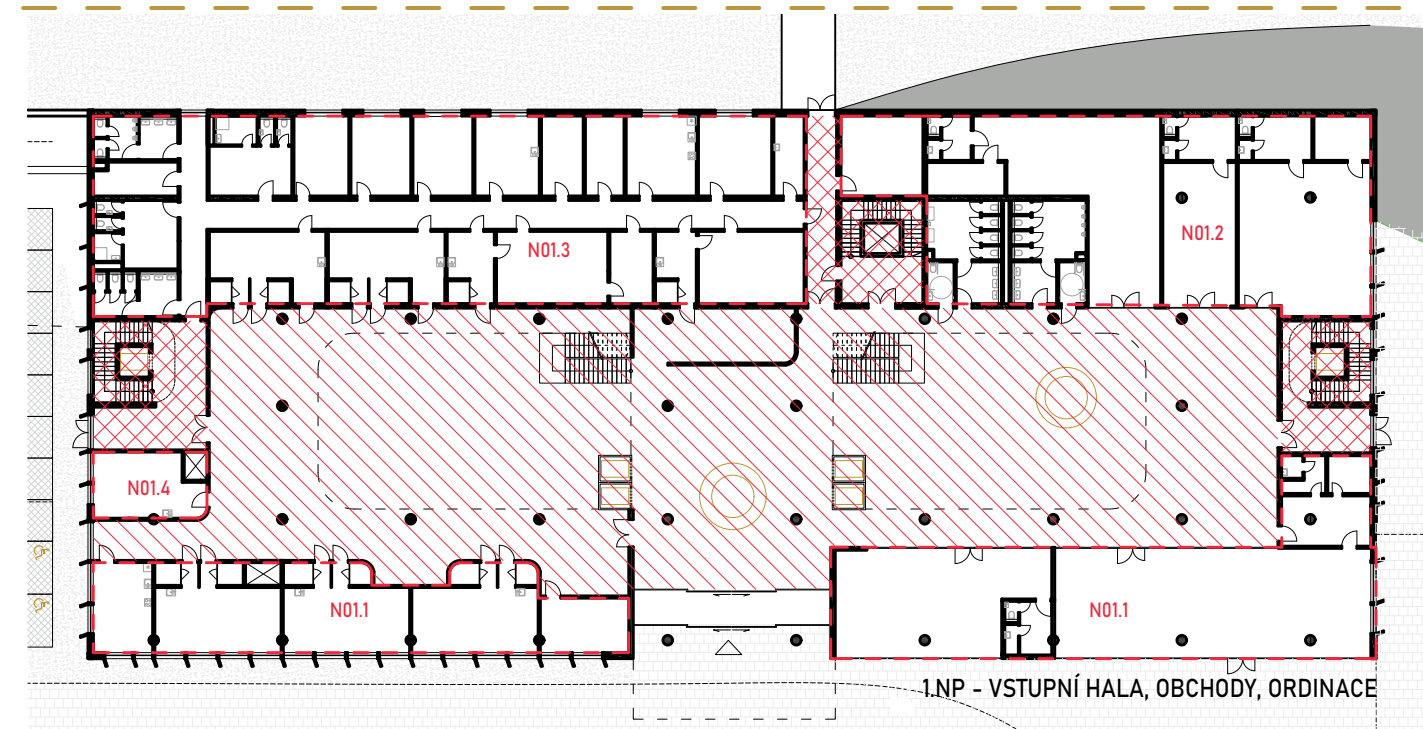 N01.2
N01.3
N01.4
N01.1
N01.1
1.NP - VSTUPNÍ HALA, OBCHODY, ORDINACE